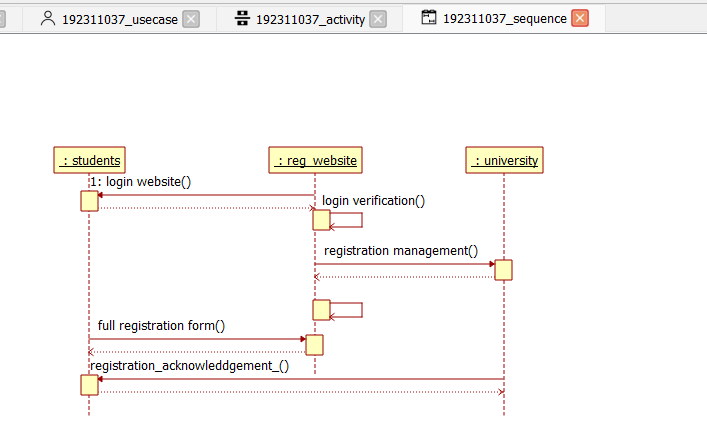 192311037_usecase
192311037_activity
192311037_sequence
: students
: reg_website
: university
1: login website()
login verification()
registration management()
full registration form()
registration_acknowleddgement_()